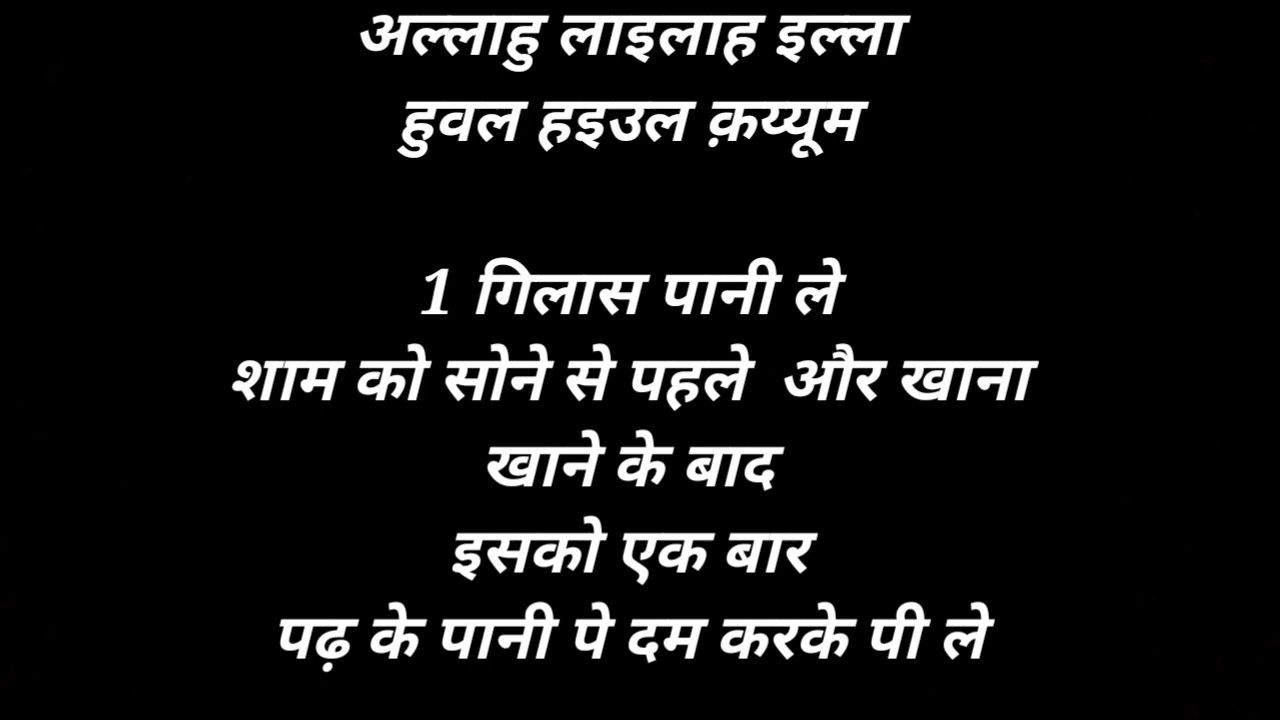 अल्लाहु लाइलाह इल्ला
हुवल हइउल क़य्यूम
1 गिलास पानी ले
शाम को सोने से पहले और खाना
खाने के बाद
इसको एक बार
पढ़ के पानी पे दम करके पी ले